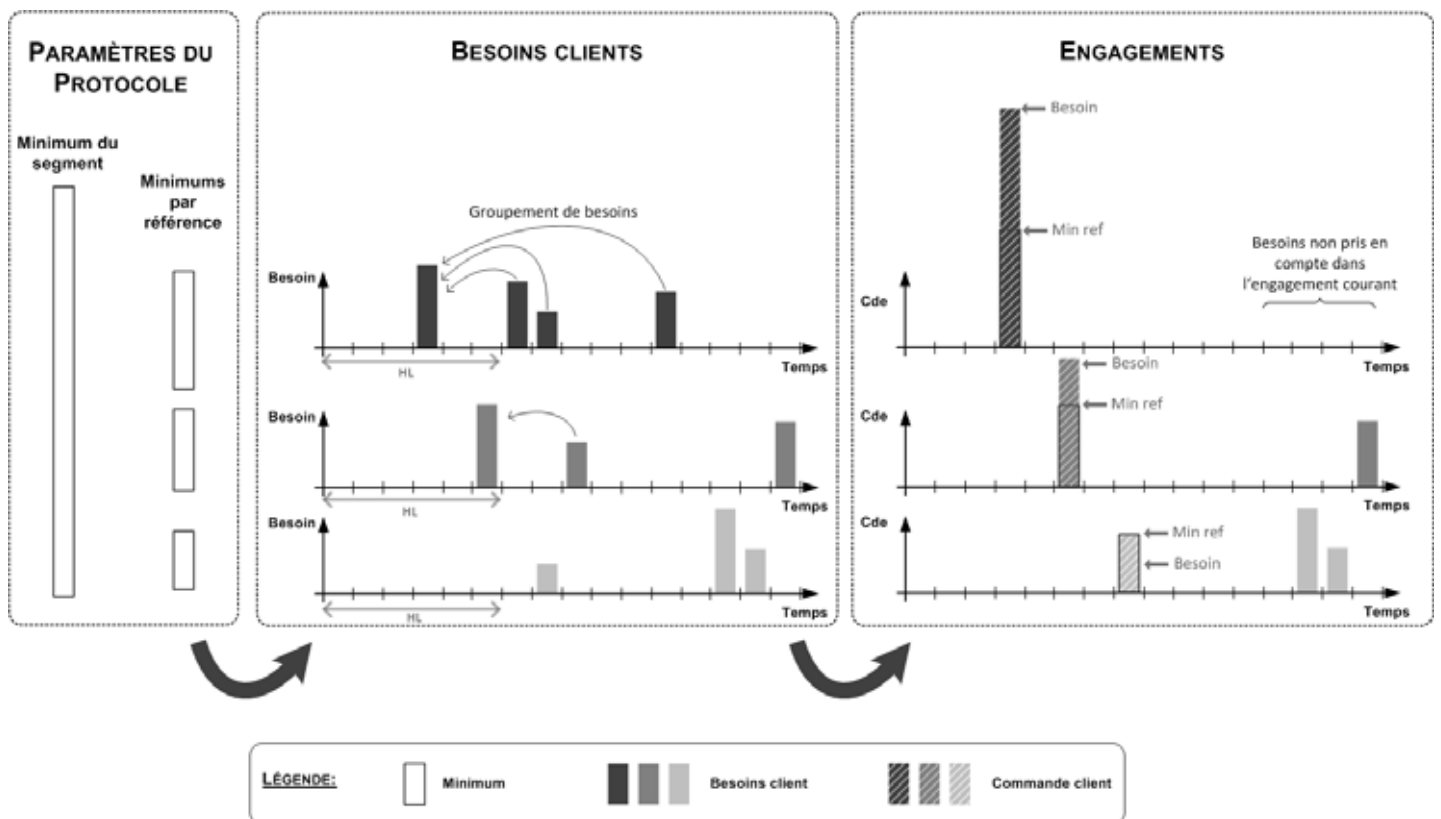 PARAMÈTRES DU
PROTOCOLE
Minimum du
segment
Minimums
par
référence
BESOINS CLIENTS
Groupement de besoins
Besoin
HL
Temps
Besoin
HL
Temps
Besoin
HL
Temps
ENGAGEMENTS
Besoin
Min ref
Besoins non pris en
compte dans
l'engagement courant
Cde
Temps
Besoin
Min ref
Cde
Temps
Cde
Min ref
Besoin
Temps
LÉGENDE:
Minimum
Besoins client
Commande client